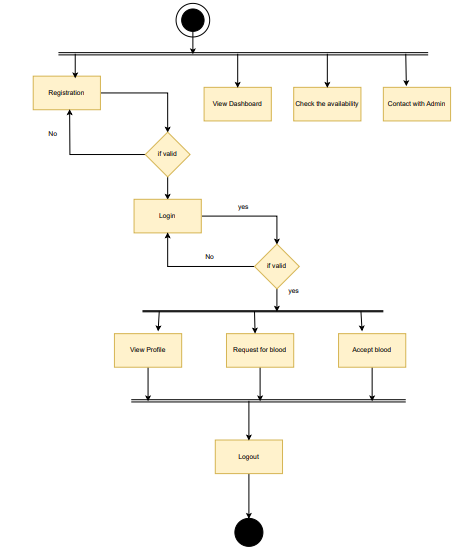 Registration
View Dashboard
Check the availability
Contact with Admin
No
if valid
Login
yes
No
if valid
yes
View Profile
Request for blood
Accept blood
Logout